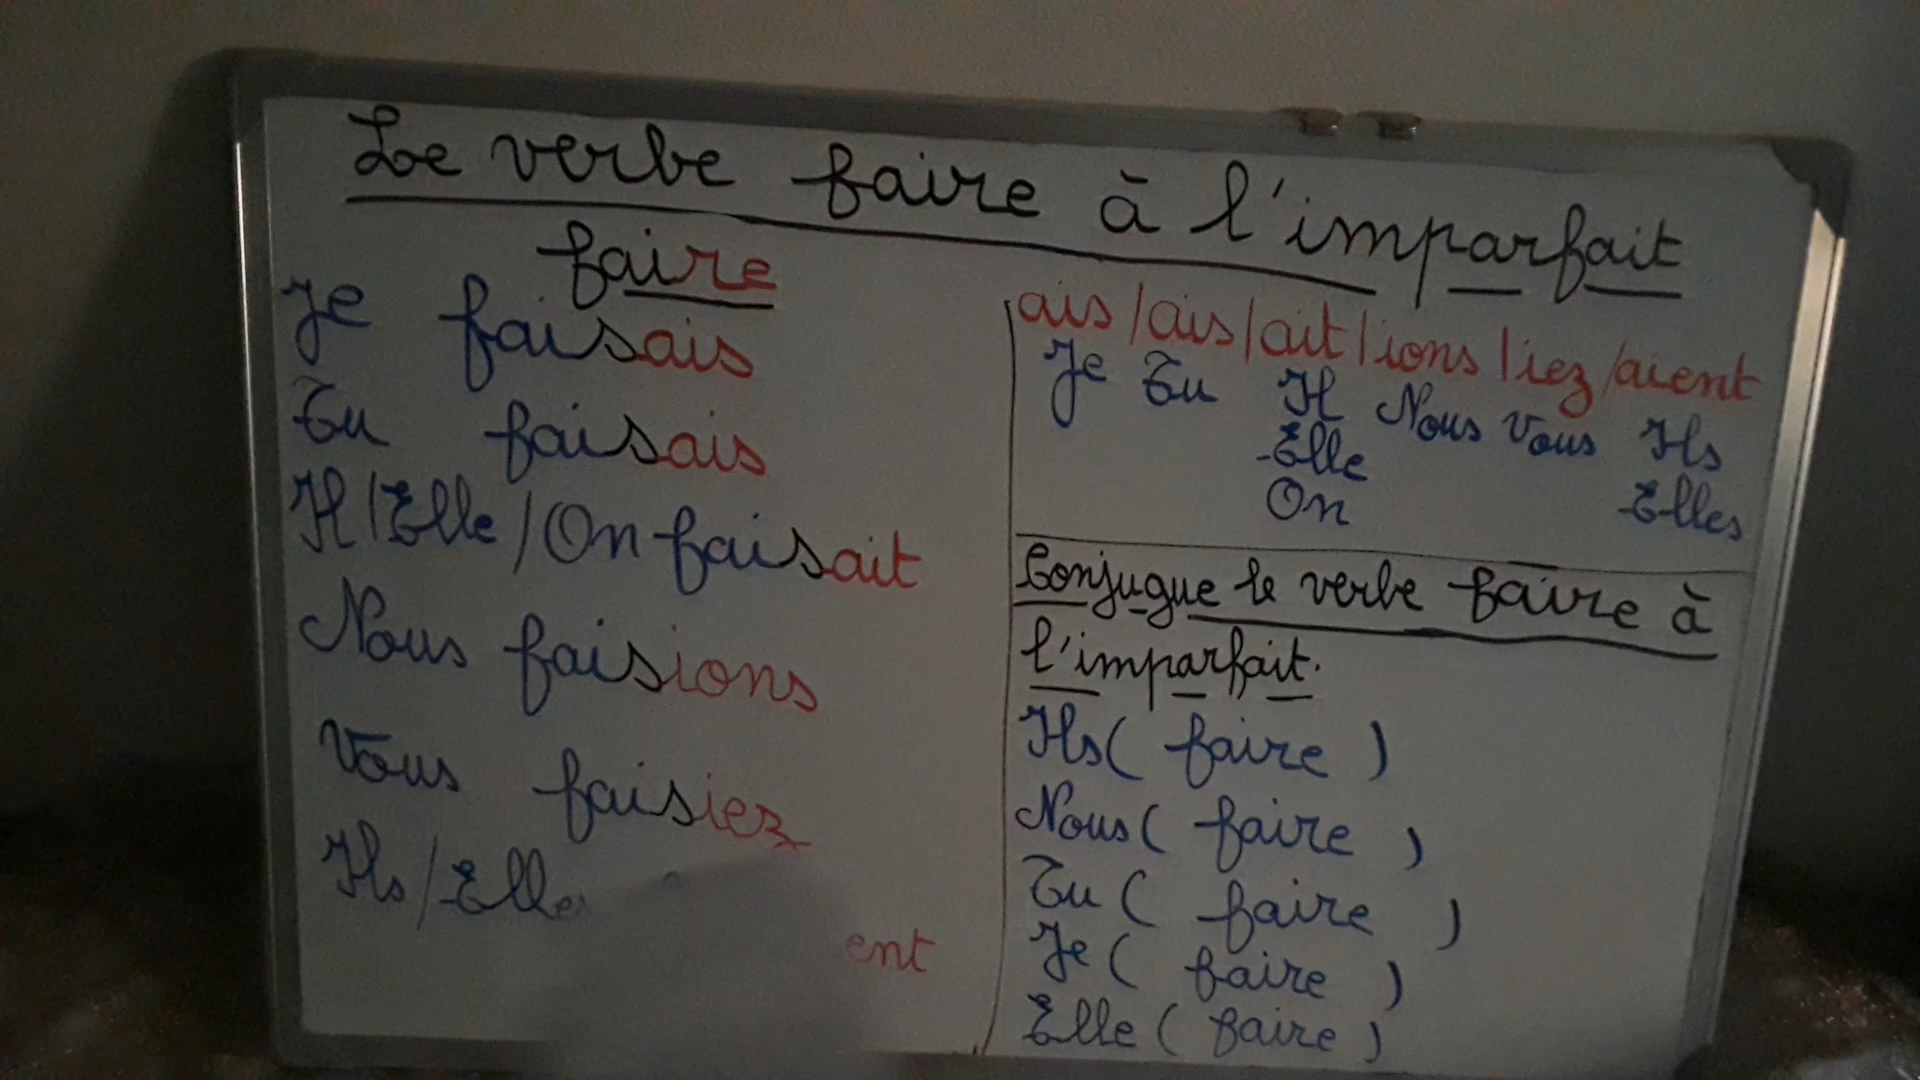 Le verbe faire à l'imparfait
faire
Je faisais
Tu faisais
Il/Elle/On faisait
Nous faisions
Vous faisiez
Ils/Elles
ent
ais/ais/ait/ions/iez/aient
Je Tu Il Nous Vous Ils
Elle Elles
On
Conjugue le verbe faire à
l'imparfait.
Ils ( faire )
Nous ( faire )
Tu ( faire )
Je ( faire )
Elle ( faire )